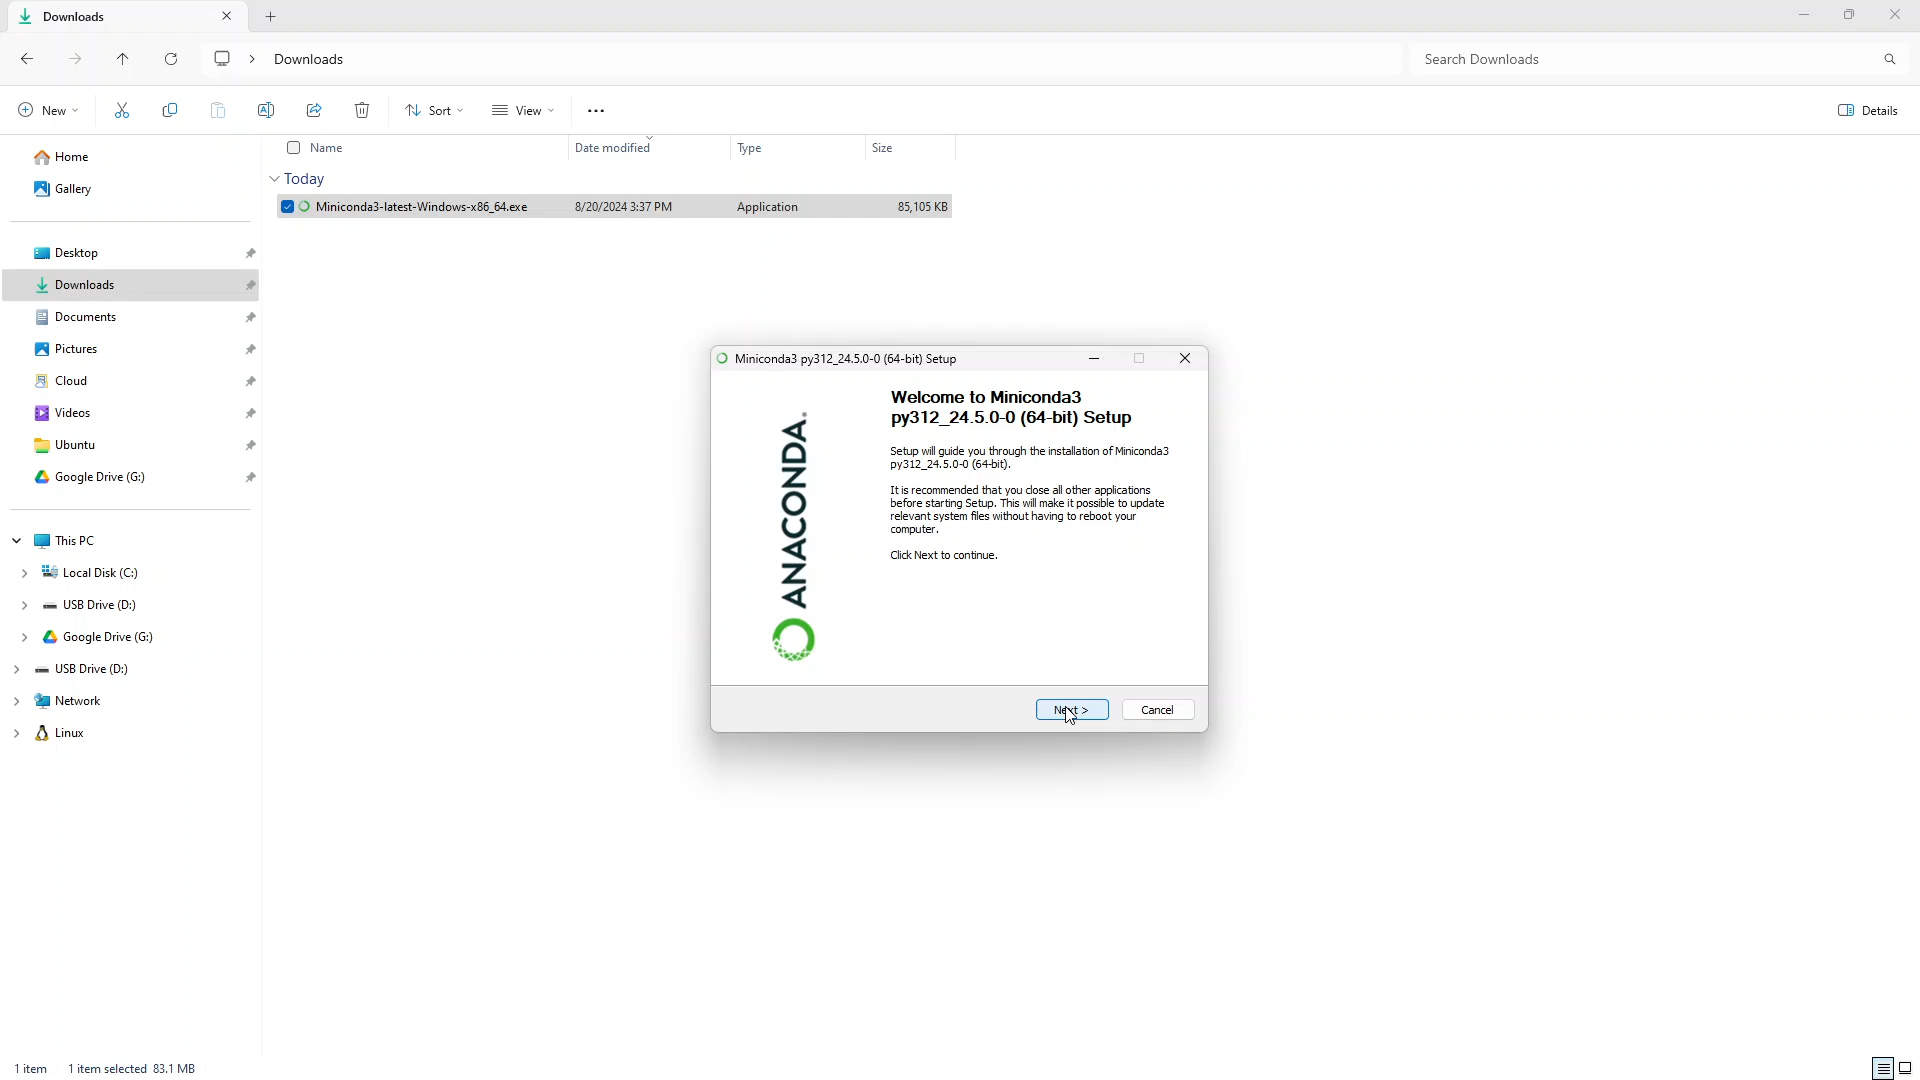 Downloads
Downloads
Search Downloads
New
Sort
View
Details
Home
Gallery
Desktop
Downloads
Documents
Pictures
Cloud
Videos
Ubuntu
Google Drive (G:)
This PC
Local Disk (C:)
USB Drive (D:)
Google Drive (G:)
USB Drive (D:)
Network
Linux
Name Date modified Type Size
Today
Miniconda3-latest-Windows-x86_64.exe 8/20/2024 3:37 PM Application 85,105 KB
Miniconda3 py312_24.5.0-0 (64-bit) Setup
ANACONDA.
Welcome to Miniconda3
py312_24.5.0-0 (64-bit) Setup
Setup will guide you through the installation of Miniconda3
py312_24.5.0-0 (64-bit).
It is recommended that you close all other applications
before starting Setup. This will make it possible to update
relevant system files without having to reboot your
computer.
Click Next to continue.
Next > Cancel
1 item 1 item selected 83.1 MB